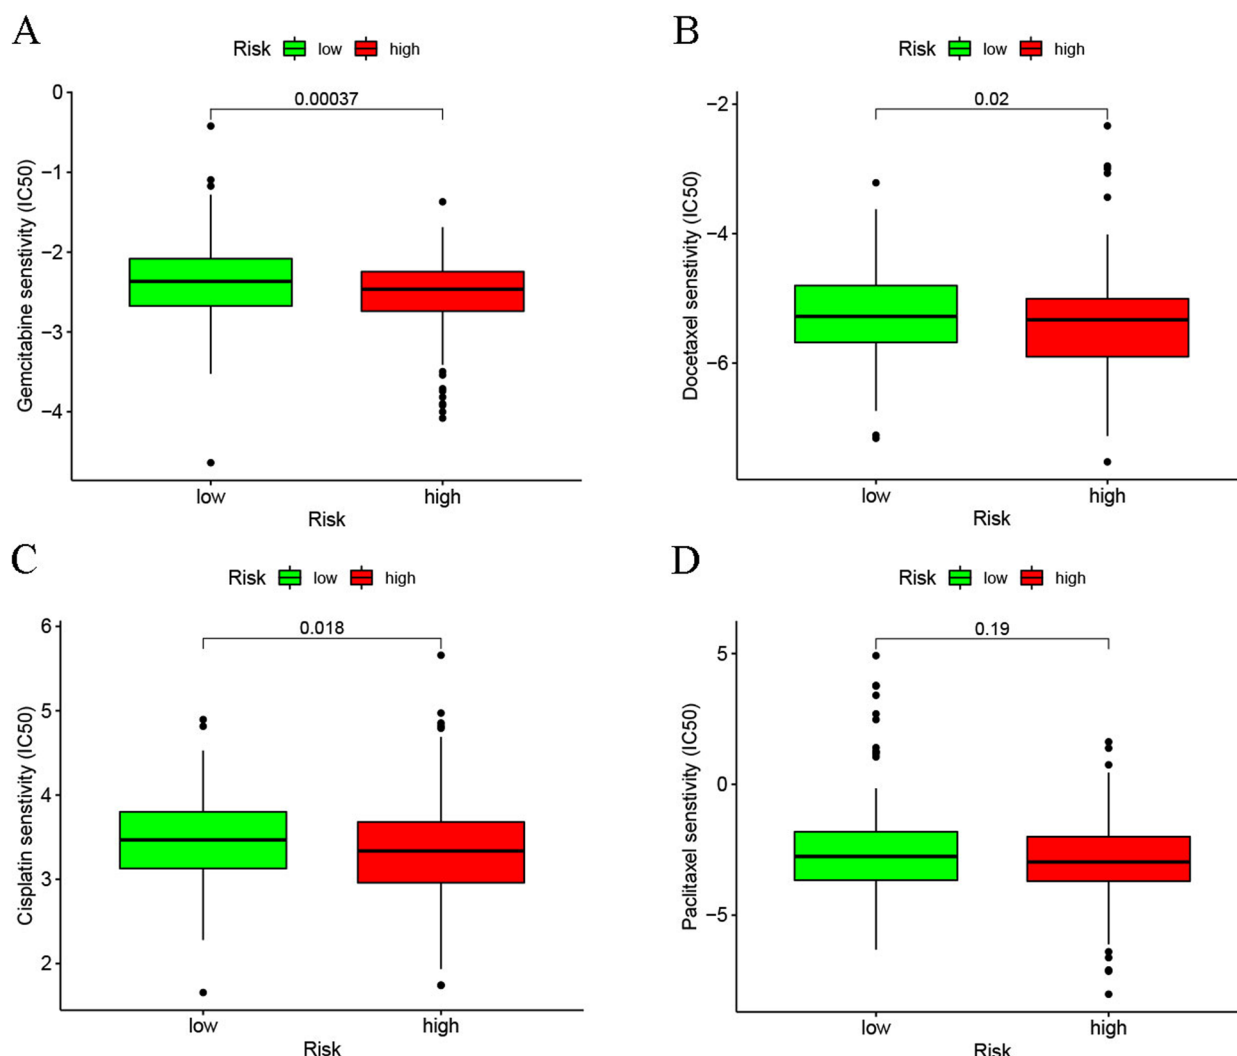 A
Risk low high
0.00037
Gemcitabine senstivity (IC50)
0
−1
−2
−3
−4
low high
Risk
B
Risk low high
0.02
Docetaxel senstivity (IC50)
−2
−4
−6
low high
Risk
C
Risk low high
0.018
Cisplatin senstivity (IC50)
6
5
4
3
2
low high
Risk
D
Risk low high
0.19
Paclitaxel senstivity (IC50)
5
0
−5
low high
Risk